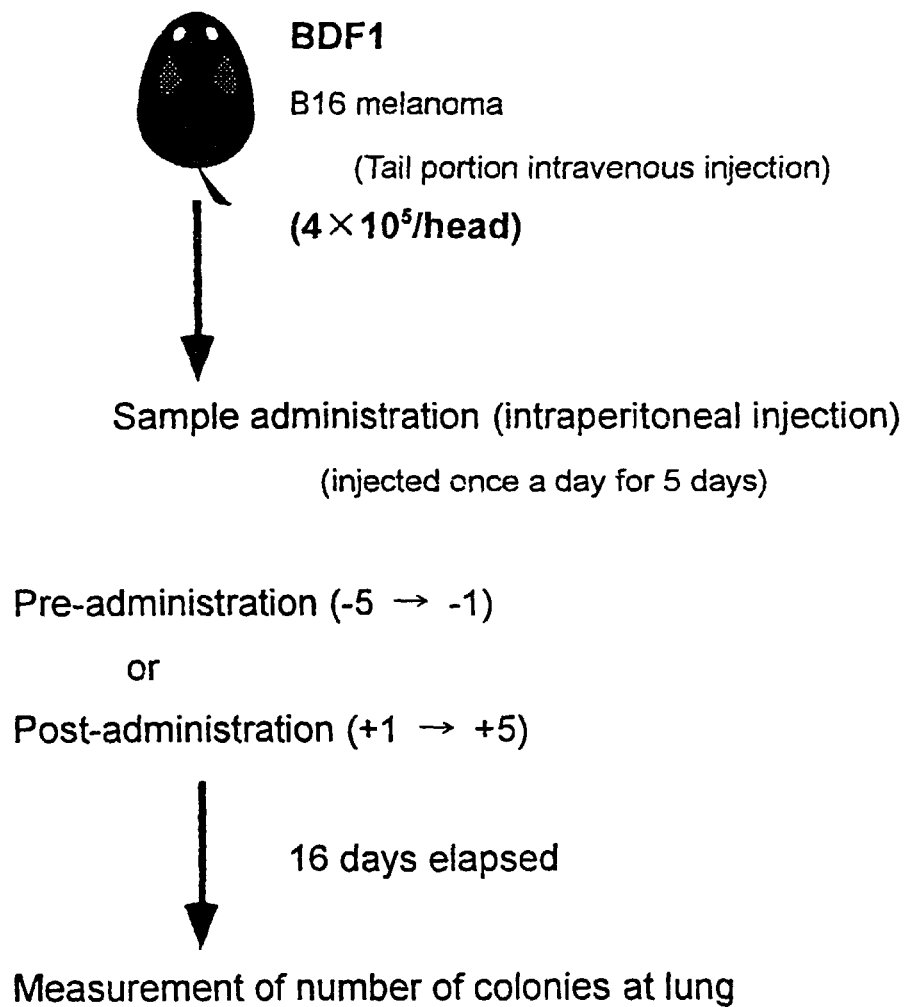 BDF1
B16 melanoma
(Tail portion intravenous injection)
(4×10⁵/head)
Sample administration (intraperitoneal injection)
(injected once a day for 5 days)
Pre-administration (-5 → -1)
or
Post-administration (+1 → +5)
16 days elapsed
Measurement of number of colonies at lung